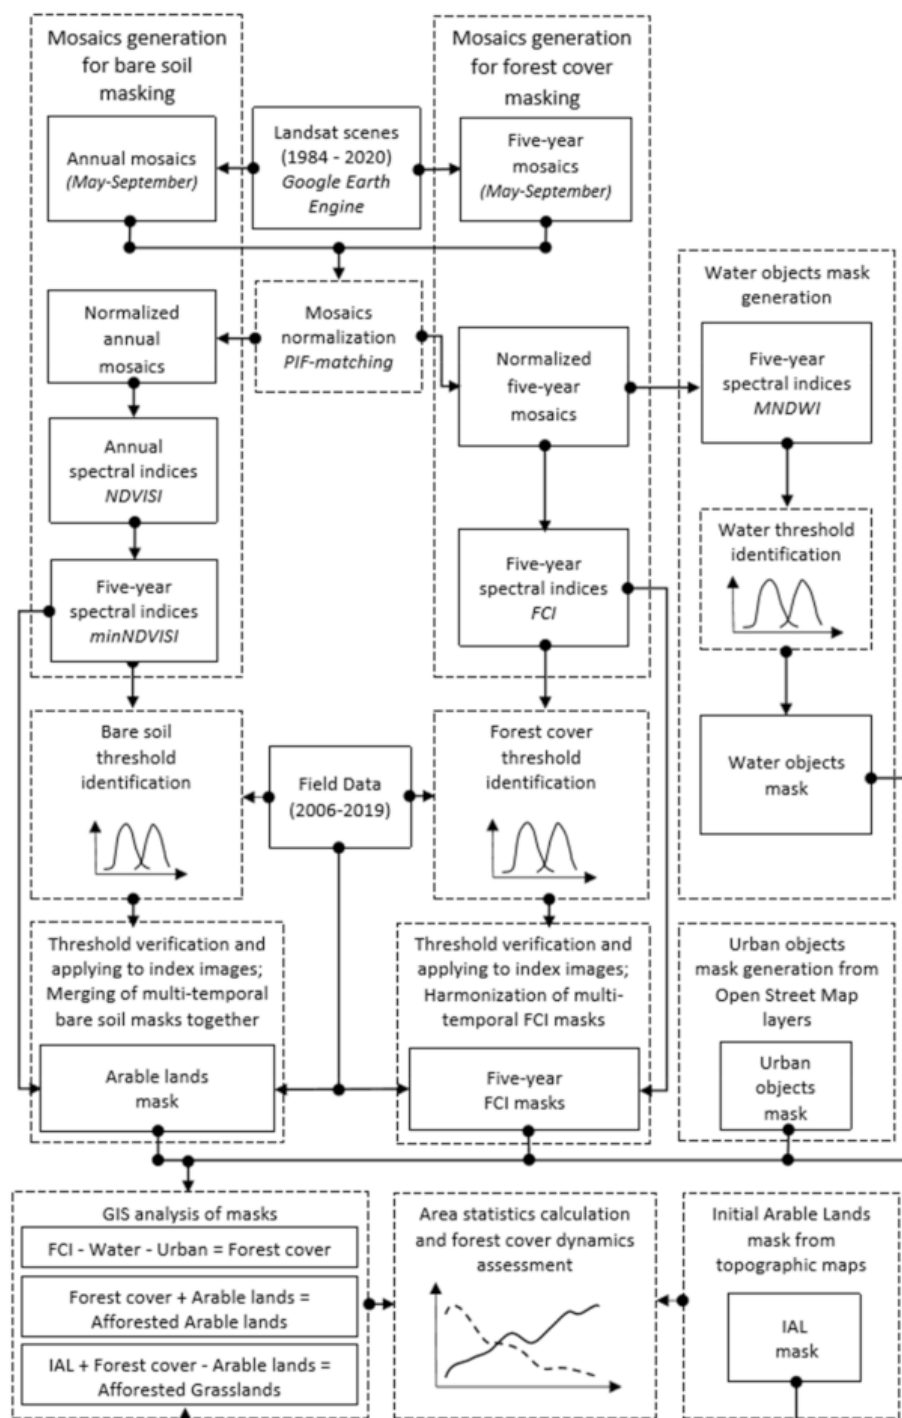 Mosaics generation
for bare soil
masking
Mosaics generation
for forest cover
masking
Annual mosaics
(May-September)
Landsat scenes
(1984 - 2020)
Google Earth
Engine
Five-year
mosaics
(May-September)
Normalized
annual
mosaics
Mosaics
normalization
PIF-matching
Normalized
five-year
mosaics
Water objects mask
generation
Five-year
spectral indices
MNDWI
Annual
spectral indices
NDVISI
Five-year
spectral indices
minNDVISI
Five-year
spectral indices
FCI
Water threshold
identification
Water objects
mask
Bare soil
threshold
identification
Field Data
(2006-2019)
Forest cover
threshold
identification
Threshold verification and
applying to index images;
Merging of multi-temporal
bare soil masks together
Arable lands
mask
Threshold verification and
applying to index images;
Harmonization of multi-
temporal FCI masks
Five-year
FCI masks
Urban objects
mask generation from
Open Street Map
layers
Urban
objects
mask
GIS analysis of masks
FCI - Water - Urban = Forest cover
Forest cover + Arable lands =
Afforested Arable lands
IAL + Forest cover - Arable lands =
Afforested Grasslands
Area statistics calculation
and forest cover dynamics
assessment
Initial Arable Lands
mask from
topographic maps
IAL
mask